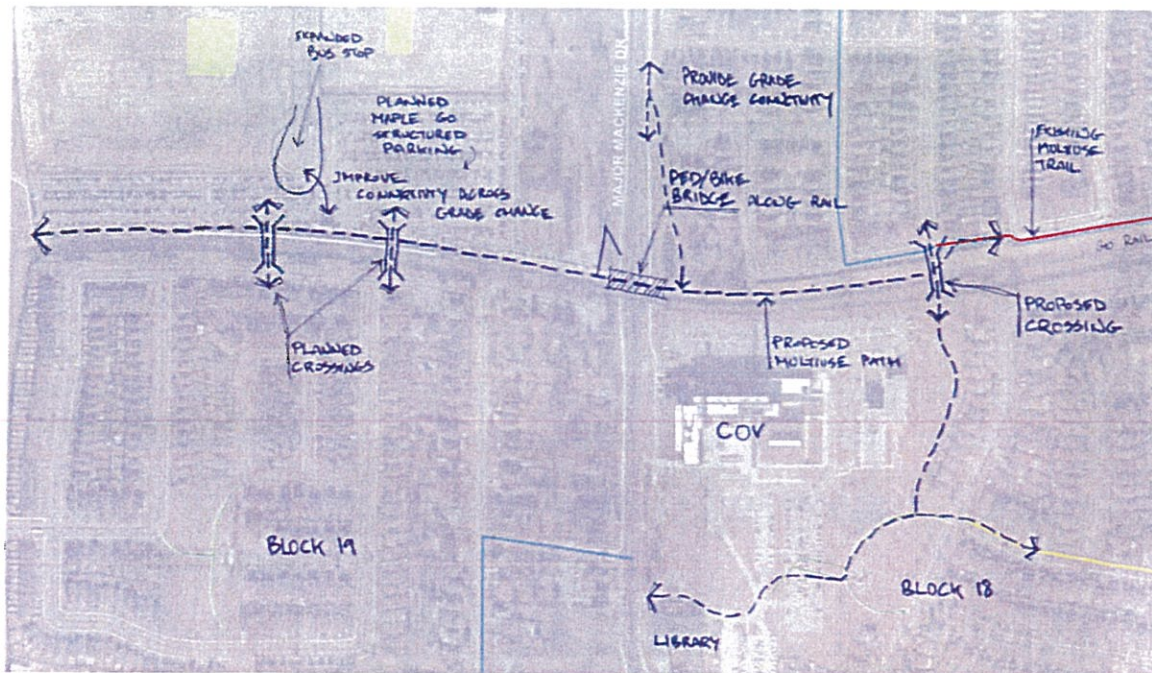 EXPANDED
BUS STOP
PLANNED
MAPLE GO
STRUCTURED
PARKING
IMPROVE
CONNECTIVITY ACROSS
GRADE CHANGE
MAJOR MACKENZIE DR
PROVIDE GRADE
CHANGE CONNECTIVITY
PED/BIKE
BRIDGE ALONG RAIL
EXISTING
MULTIUSE
TRAIL
GO RAIL
PROPOSED
CROSSING
PLANNED
CROSSINGS
PROPOSED
MULTIUSE PATH
COV
BLOCK 19
BLOCK 18
LIBRARY